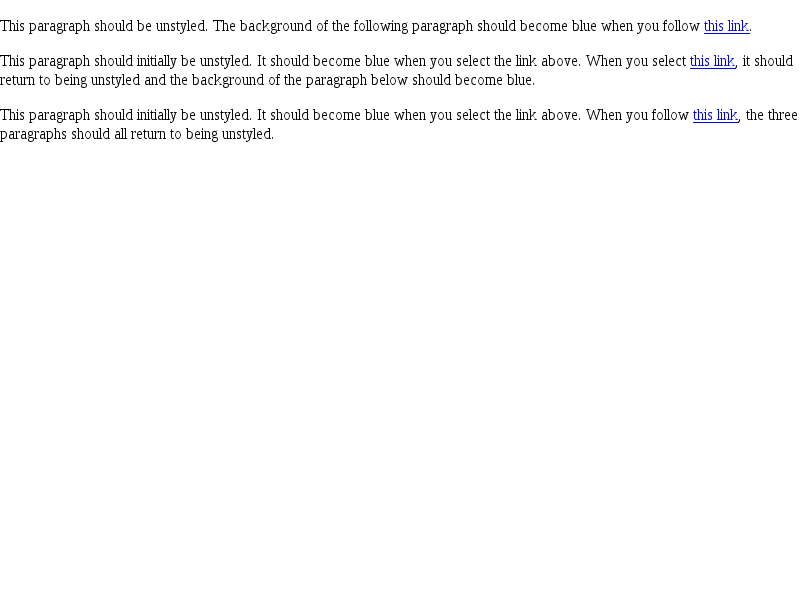 This paragraph should be unstyled. The background of the following paragraph should become blue when you follow this link.
This paragraph should initially be unstyled. It should become blue when you select the link above. When you select this link, it should
return to being unstyled and the background of the paragraph below should become blue.
This paragraph should initially be unstyled. It should become blue when you select the link above. When you follow this link, the three
paragraphs should all return to being unstyled.